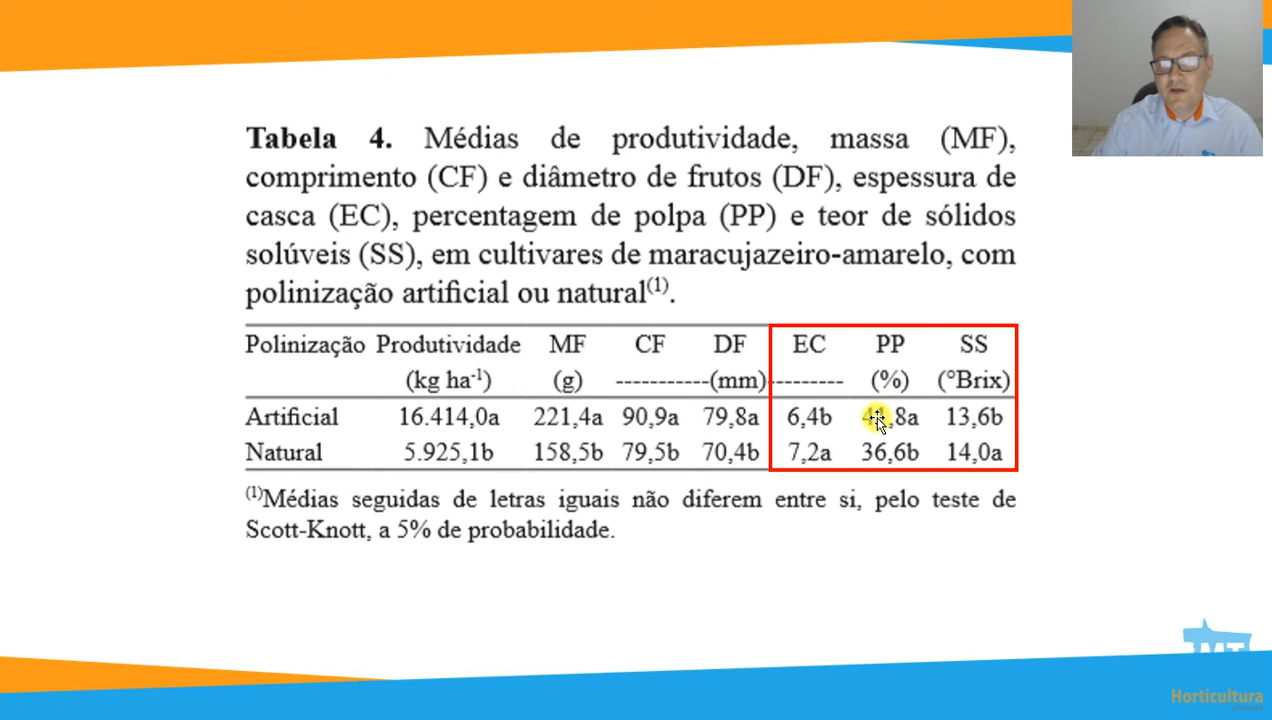 Tabela 4. Médias de produtividade, massa (MF),
comprimento (CF) e diâmetro de frutos (DF), espessura de
casca (EC), percentagem de polpa (PP) e teor de sólidos
solúveis (SS), em cultivares de maracujazeiro-amarelo, com
polinização artificial ou natural(1).
Polinização Produtividade MF CF DF EC PP SS
(kg ha-1) (g) -----------(mm)---------- (%) (°Brix)
Artificial 16.414,0a 221,4a 90,9a 79,8a 6,4b 13,6b
Natural 5.925,1b 158,5b 79,5b 70,4b 7,2a 36,6b 14,0a
(1)Médias seguidas de letras iguais não diferem entre si, pelo teste de
Scott-Knott, a 5% de probabilidade.
MT
Horticultura